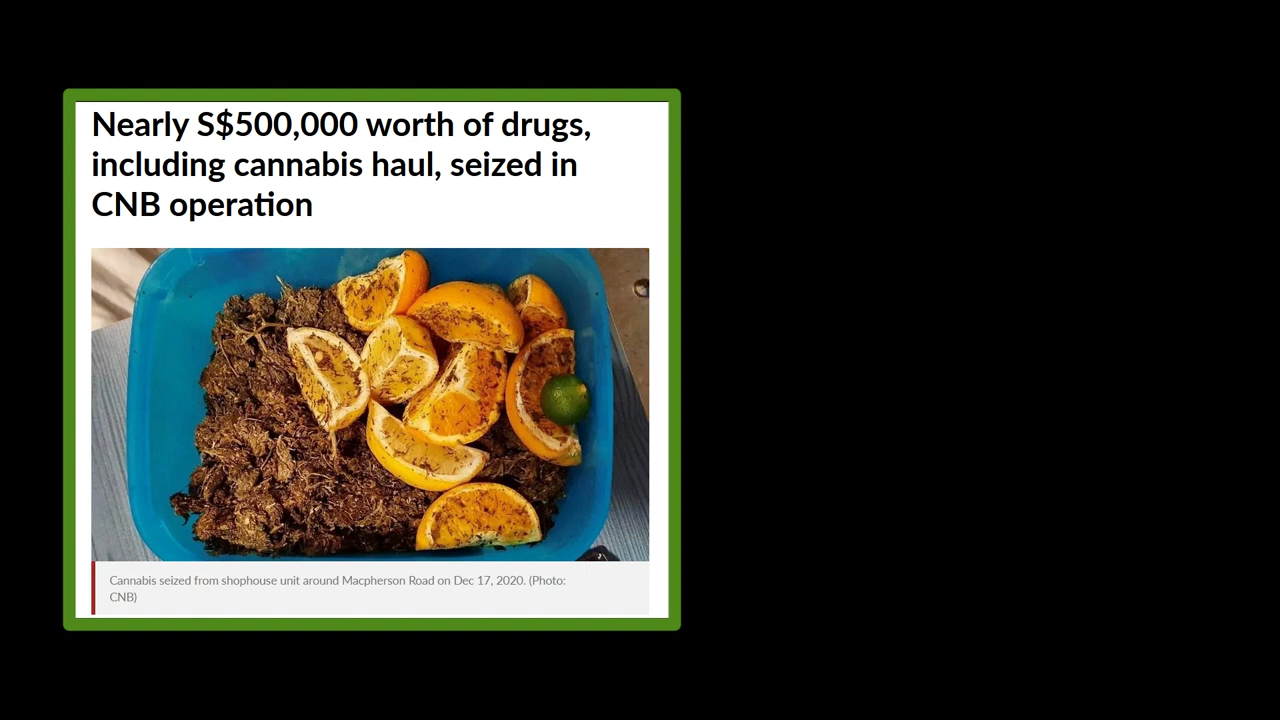 Nearly S$500,000 worth of drugs,
including cannabis haul, seized in
CNB operation
Cannabis seized from shophouse unit around Macpherson Road on Dec 17, 2020. (Photo:
CNB)